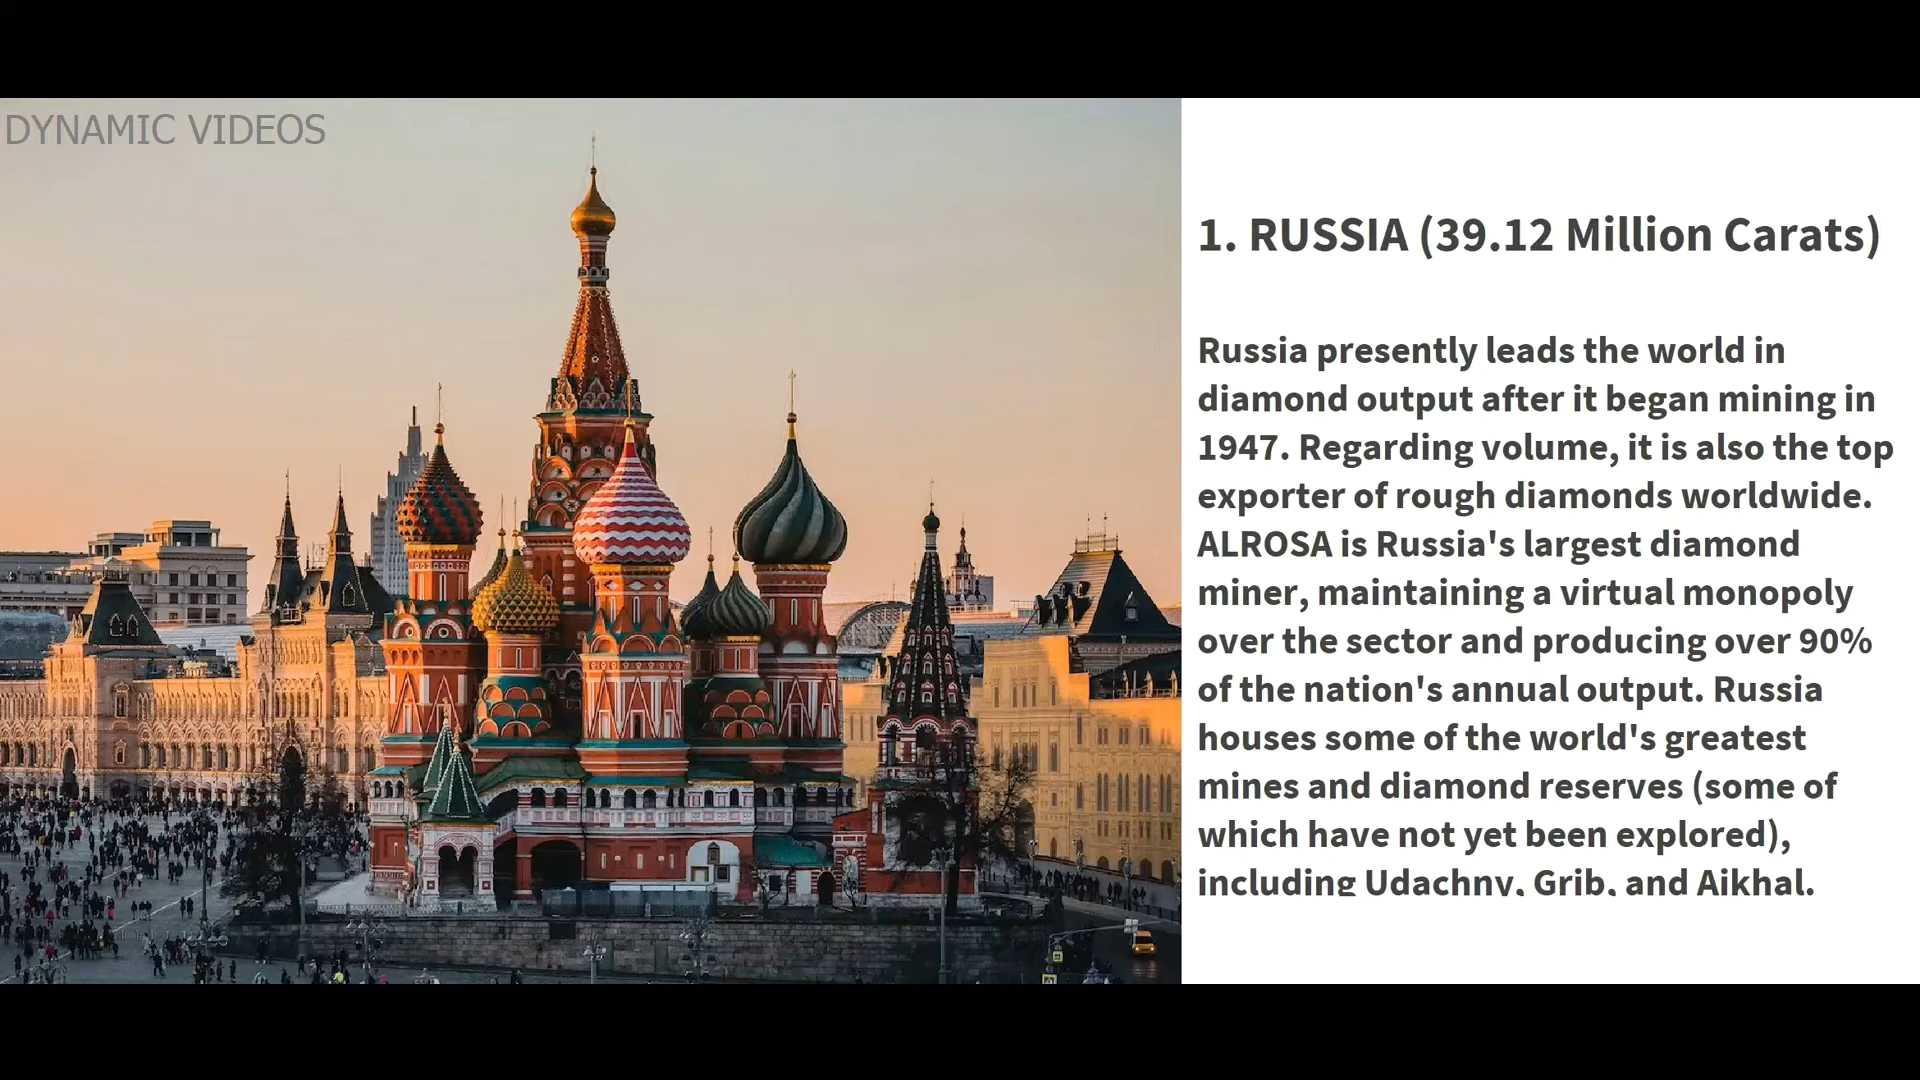 DYNAMIC VIDEOS
1. RUSSIA (39.12 Million Carats)
Russia presently leads the world in
diamond output after it began mining in
1947. Regarding volume, it is also the top
exporter of rough diamonds worldwide.
ALROSA is Russia's largest diamond
miner, maintaining a virtual monopoly
over the sector and producing over 90%
of the nation's annual output. Russia
houses some of the world's greatest
mines and diamond reserves (some of
which have not yet been explored),
including Udachny, Grib, and Aikhal.